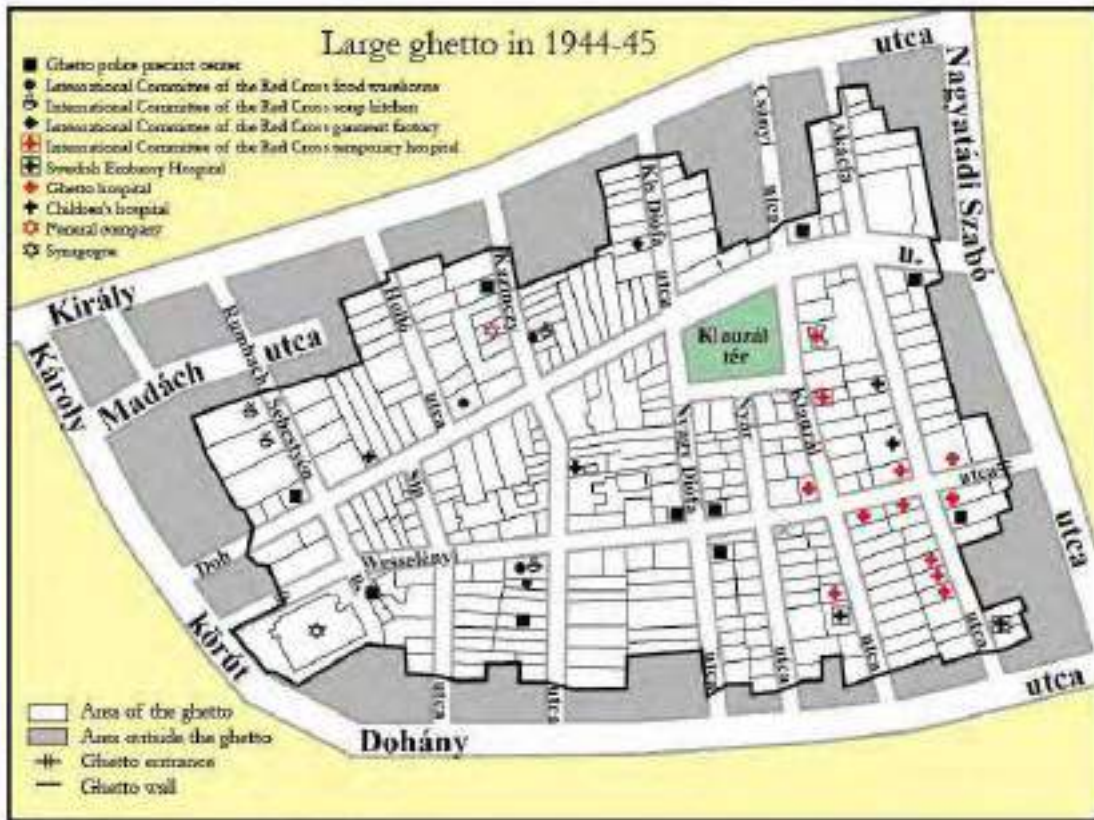 Large ghetto in 1944-45
Ghetto police precinct center
International Committee of the Red Cross food warehouse
International Committee of the Red Cross soup kitchen
International Committee of the Red Cross garment factory
International Committee of the Red Cross temporary hospital
Swedish Embassy Hospital
Ghetto hospital
Children's hospital
Funeral company
Synagogue
utca
Nagyatádi Szabó
utca
Csányi
utca
Akácfa
utca
Kis Diófa
utca
Kazinczy
utca
Holló
utca
Király
Károly
körút
Madách
utca
Rumbach
Sebestyén
u.
u.
Klauzál
tér
Klauzál
utca
Nyár
utca
Nagy Diófa
utca
Síp
utca
Wesselényi
utca
Dob
Dohány
utca
Area of the ghetto
Area outside the ghetto
Ghetto entrance
Ghetto wall